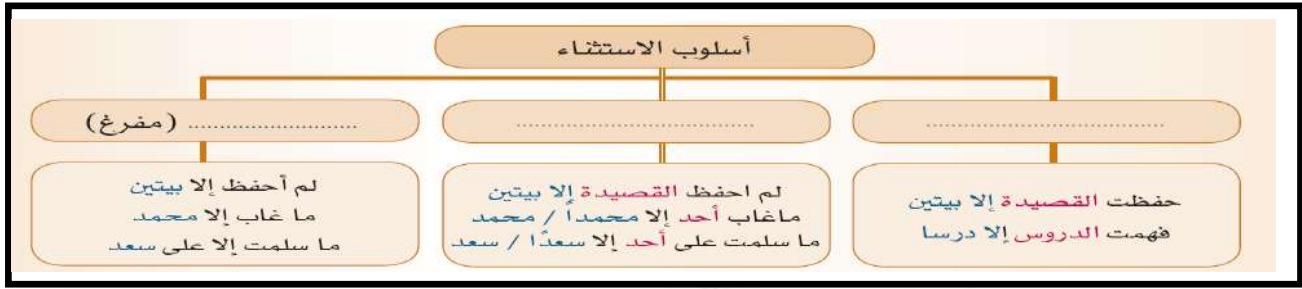 أسلوب الاستثناء
..................................
..................................
.......................... (مفرغ)
حفظت القصيدة إلا بيتين
فهمت الدروس إلا درسا
لم احفظ القصيدة إلا بيتين
ماغاب أحد إلا محمداً / محمد
ما سلمت على أحد إلا سعدًا / سعد
لم أحفظ إلا بيتين
ما غاب إلا محمد
ما سلمت إلا على سعد